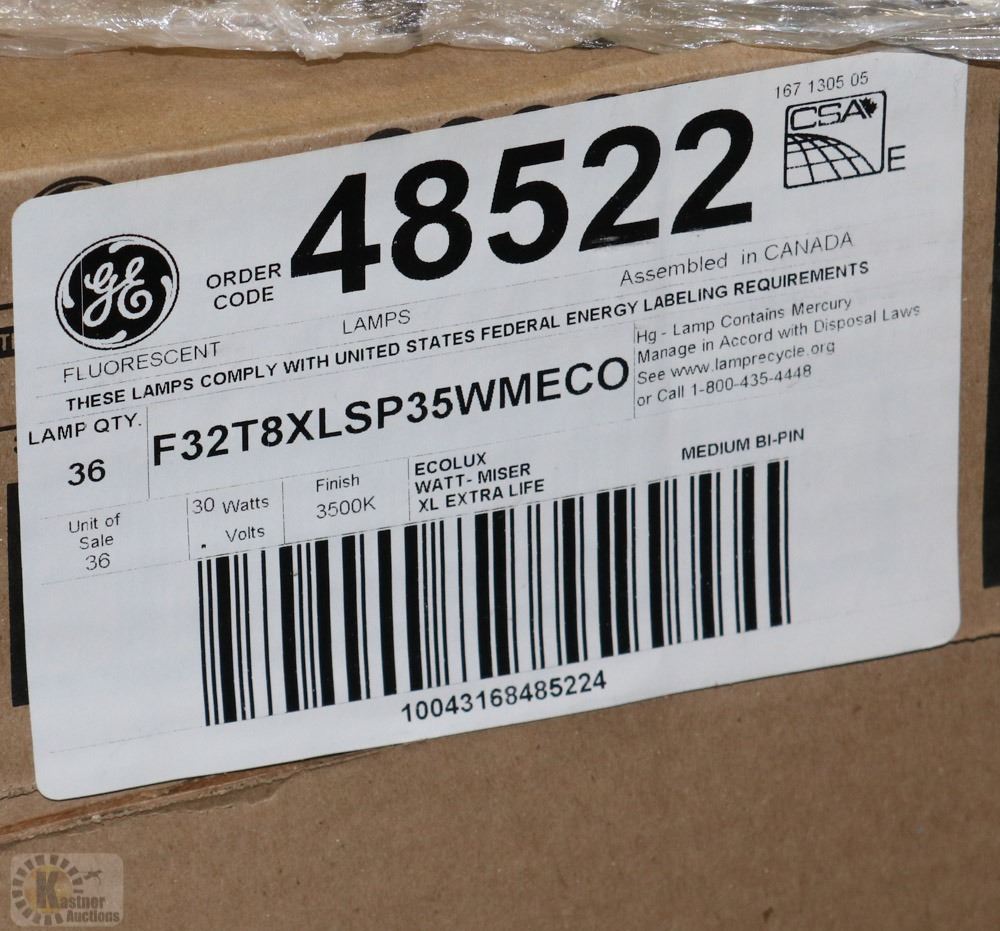 167 1305 05
CSA
E
GE
ORDER
CODE
48522
FLUORESCENT LAMPS Assembled in CANADA
THESE LAMPS COMPLY WITH UNITED STATES FEDERAL ENERGY LABELING REQUIREMENTS
LAMP QTY.
36
F32T8XLSP35WMECO
Hg - Lamp Contains Mercury
Manage in Accord with Disposal Laws
See www.lamprecycle.org
or Call 1-800-435-4448
Unit of
Sale
36
30 Watts
. Volts
Finish
3500K
ECOLUX
WATT- MISER
XL EXTRA LIFE
MEDIUM BI-PIN
10043168485224
Kastner
Auctions